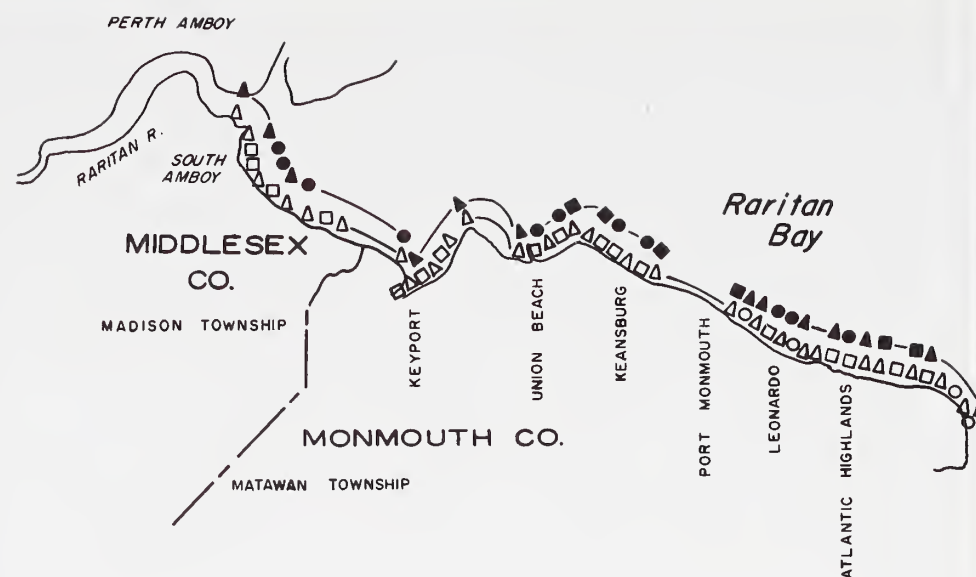 PERTH AMBOY
RARITAN R.
SOUTH
AMBOY
Raritan
Bay
MIDDLESEX
CO.
MADISON TOWNSHIP
KEYPORT
UNION BEACH
KEANSBURG
PORT MONMOUTH
LEONARDO
ATLANTIC HIGHLANDS
MONMOUTH CO.
MATAWAN TOWNSHIP